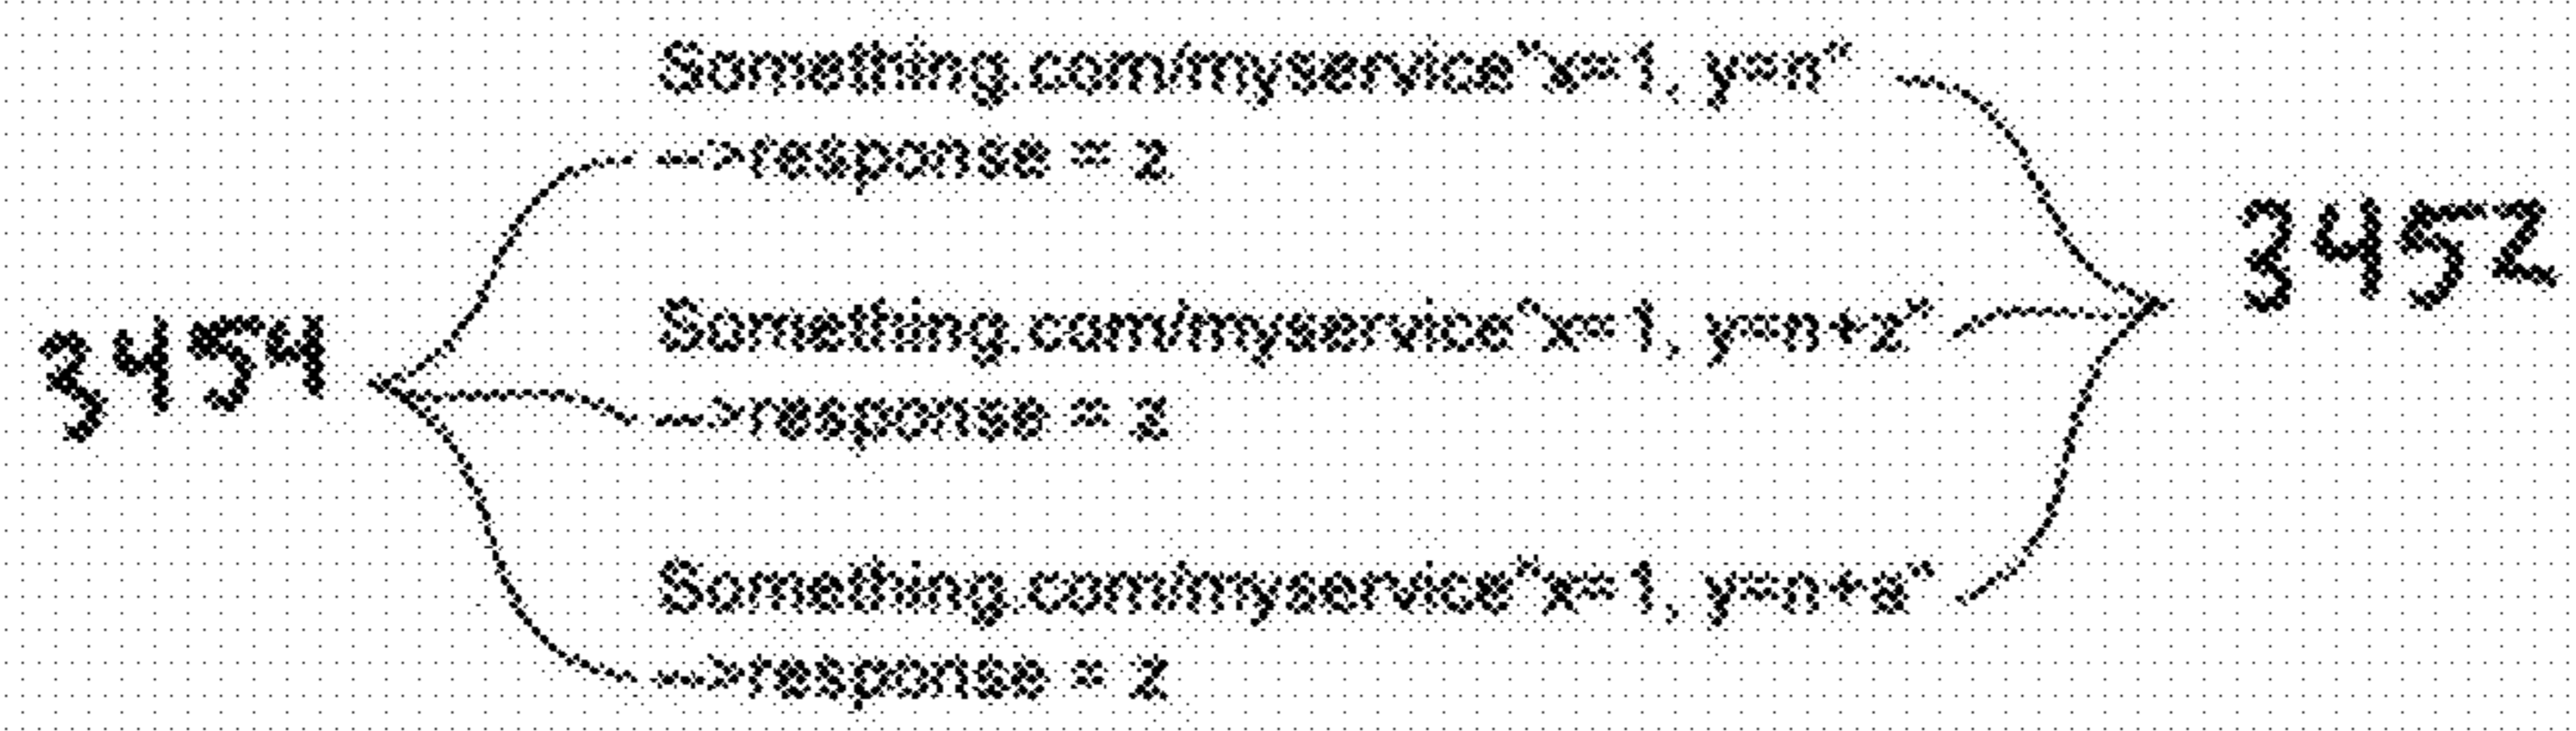 Something.com/myservice"x=1, y=n"
-->response = z
3452
Something.com/myservice"x=1, y=n+z"
3454
-->response = z
Something.com/myservice"x=1, y=n+a"
-->response = z